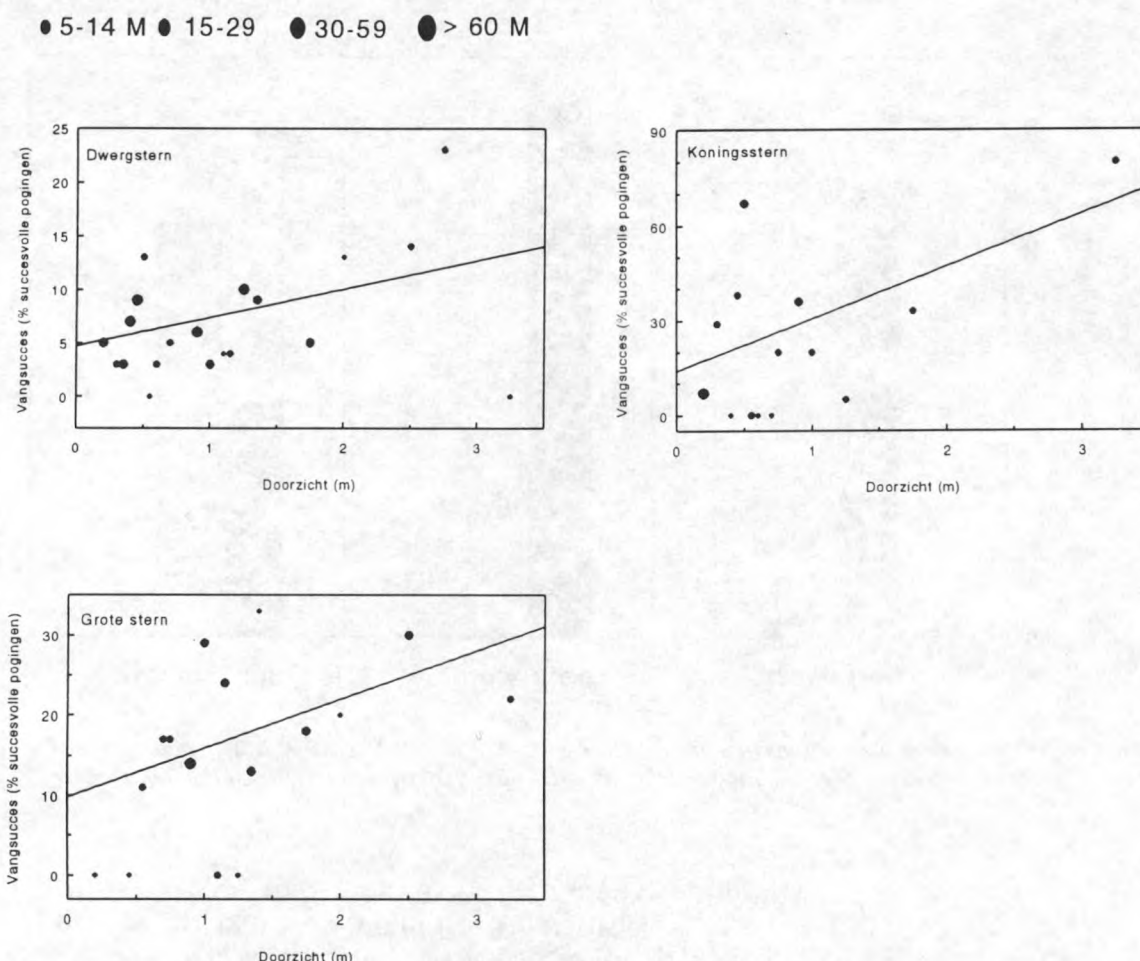 5-14 M 15-29 30-59 > 60 M
Dwergstern
Vangsucces (% succesvolle pogingen)
25
20
15
10
5
0
0 1 2 3
Doorzicht (m)
Koningsstern
Vangsucces (% succesvolle pogingen)
90
60
30
0
0 1 2 3
Doorzicht (m)
Grote stern
Vangsucces (% succesvolle pogingen)
30
20
10
0
0 1 2 3
Doorzicht (m)